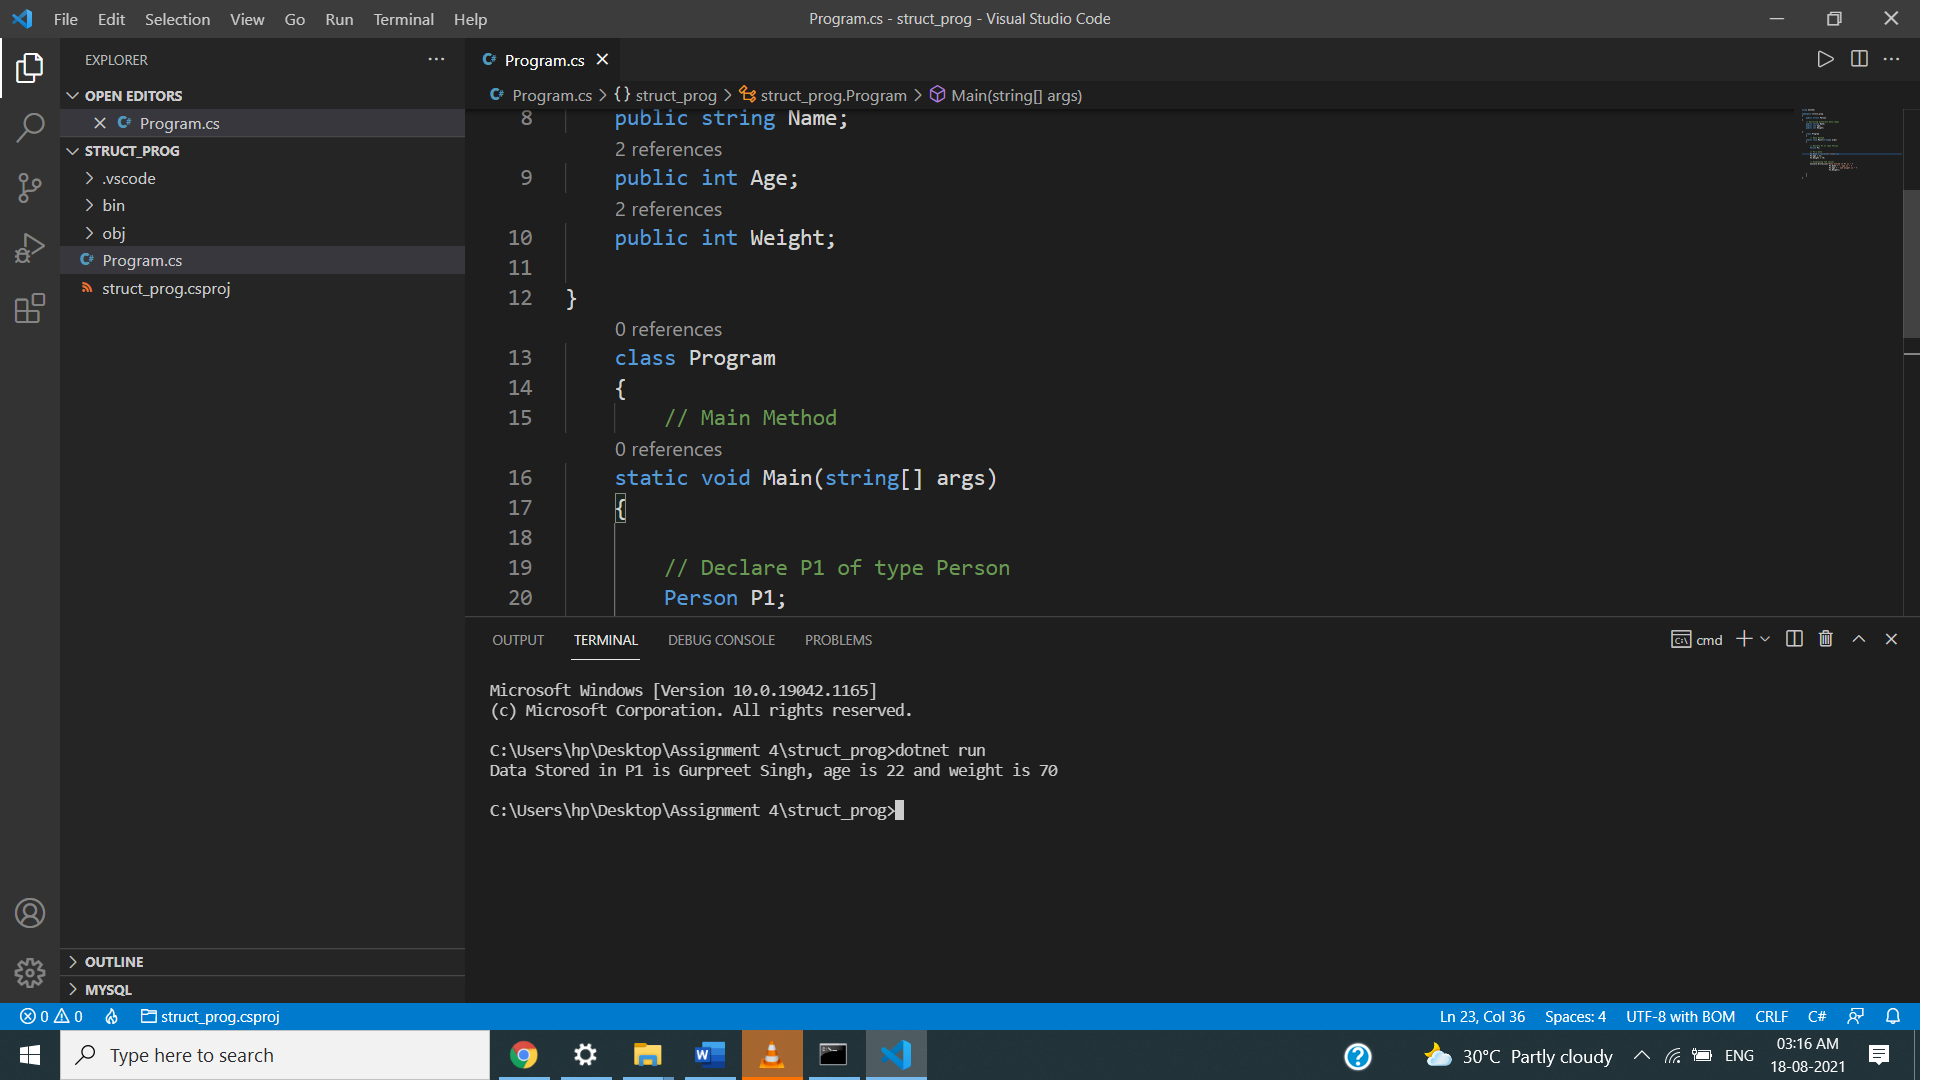 File Edit Selection View Go Run Terminal Help
Program.cs - struct_prog - Visual Studio Code
EXPLORER
OPEN EDITORS
Program.cs
STRUCT_PROG
.vscode
bin
obj
Program.cs
struct_prog.csproj
OUTLINE
MYSQL
Program.cs
Program.cs > {} struct_prog > struct_prog.Program > Main(string[] args)
8 public string Name;
2 references
9 public int Age;
2 references
10 public int Weight;
11
12 }
0 references
13 class Program
14 {
15 // Main Method
0 references
16 static void Main(string[] args)
17 {
18
19 // Declare P1 of type Person
20 Person P1;
OUTPUT TERMINAL DEBUG CONSOLE PROBLEMS
cmd
Microsoft Windows [Version 10.0.19042.1165]
(c) Microsoft Corporation. All rights reserved.
C:\Users\hp\Desktop\Assignment 4\struct_prog>dotnet run
Data Stored in P1 is Gurpreet Singh, age is 22 and weight is 70
C:\Users\hp\Desktop\Assignment 4\struct_prog>
0 0 struct_prog.csproj
Ln 23, Col 36 Spaces: 4 UTF-8 with BOM CRLF C#
Type here to search
30°C Partly cloudy
ENG
03:16 AM
18-08-2021